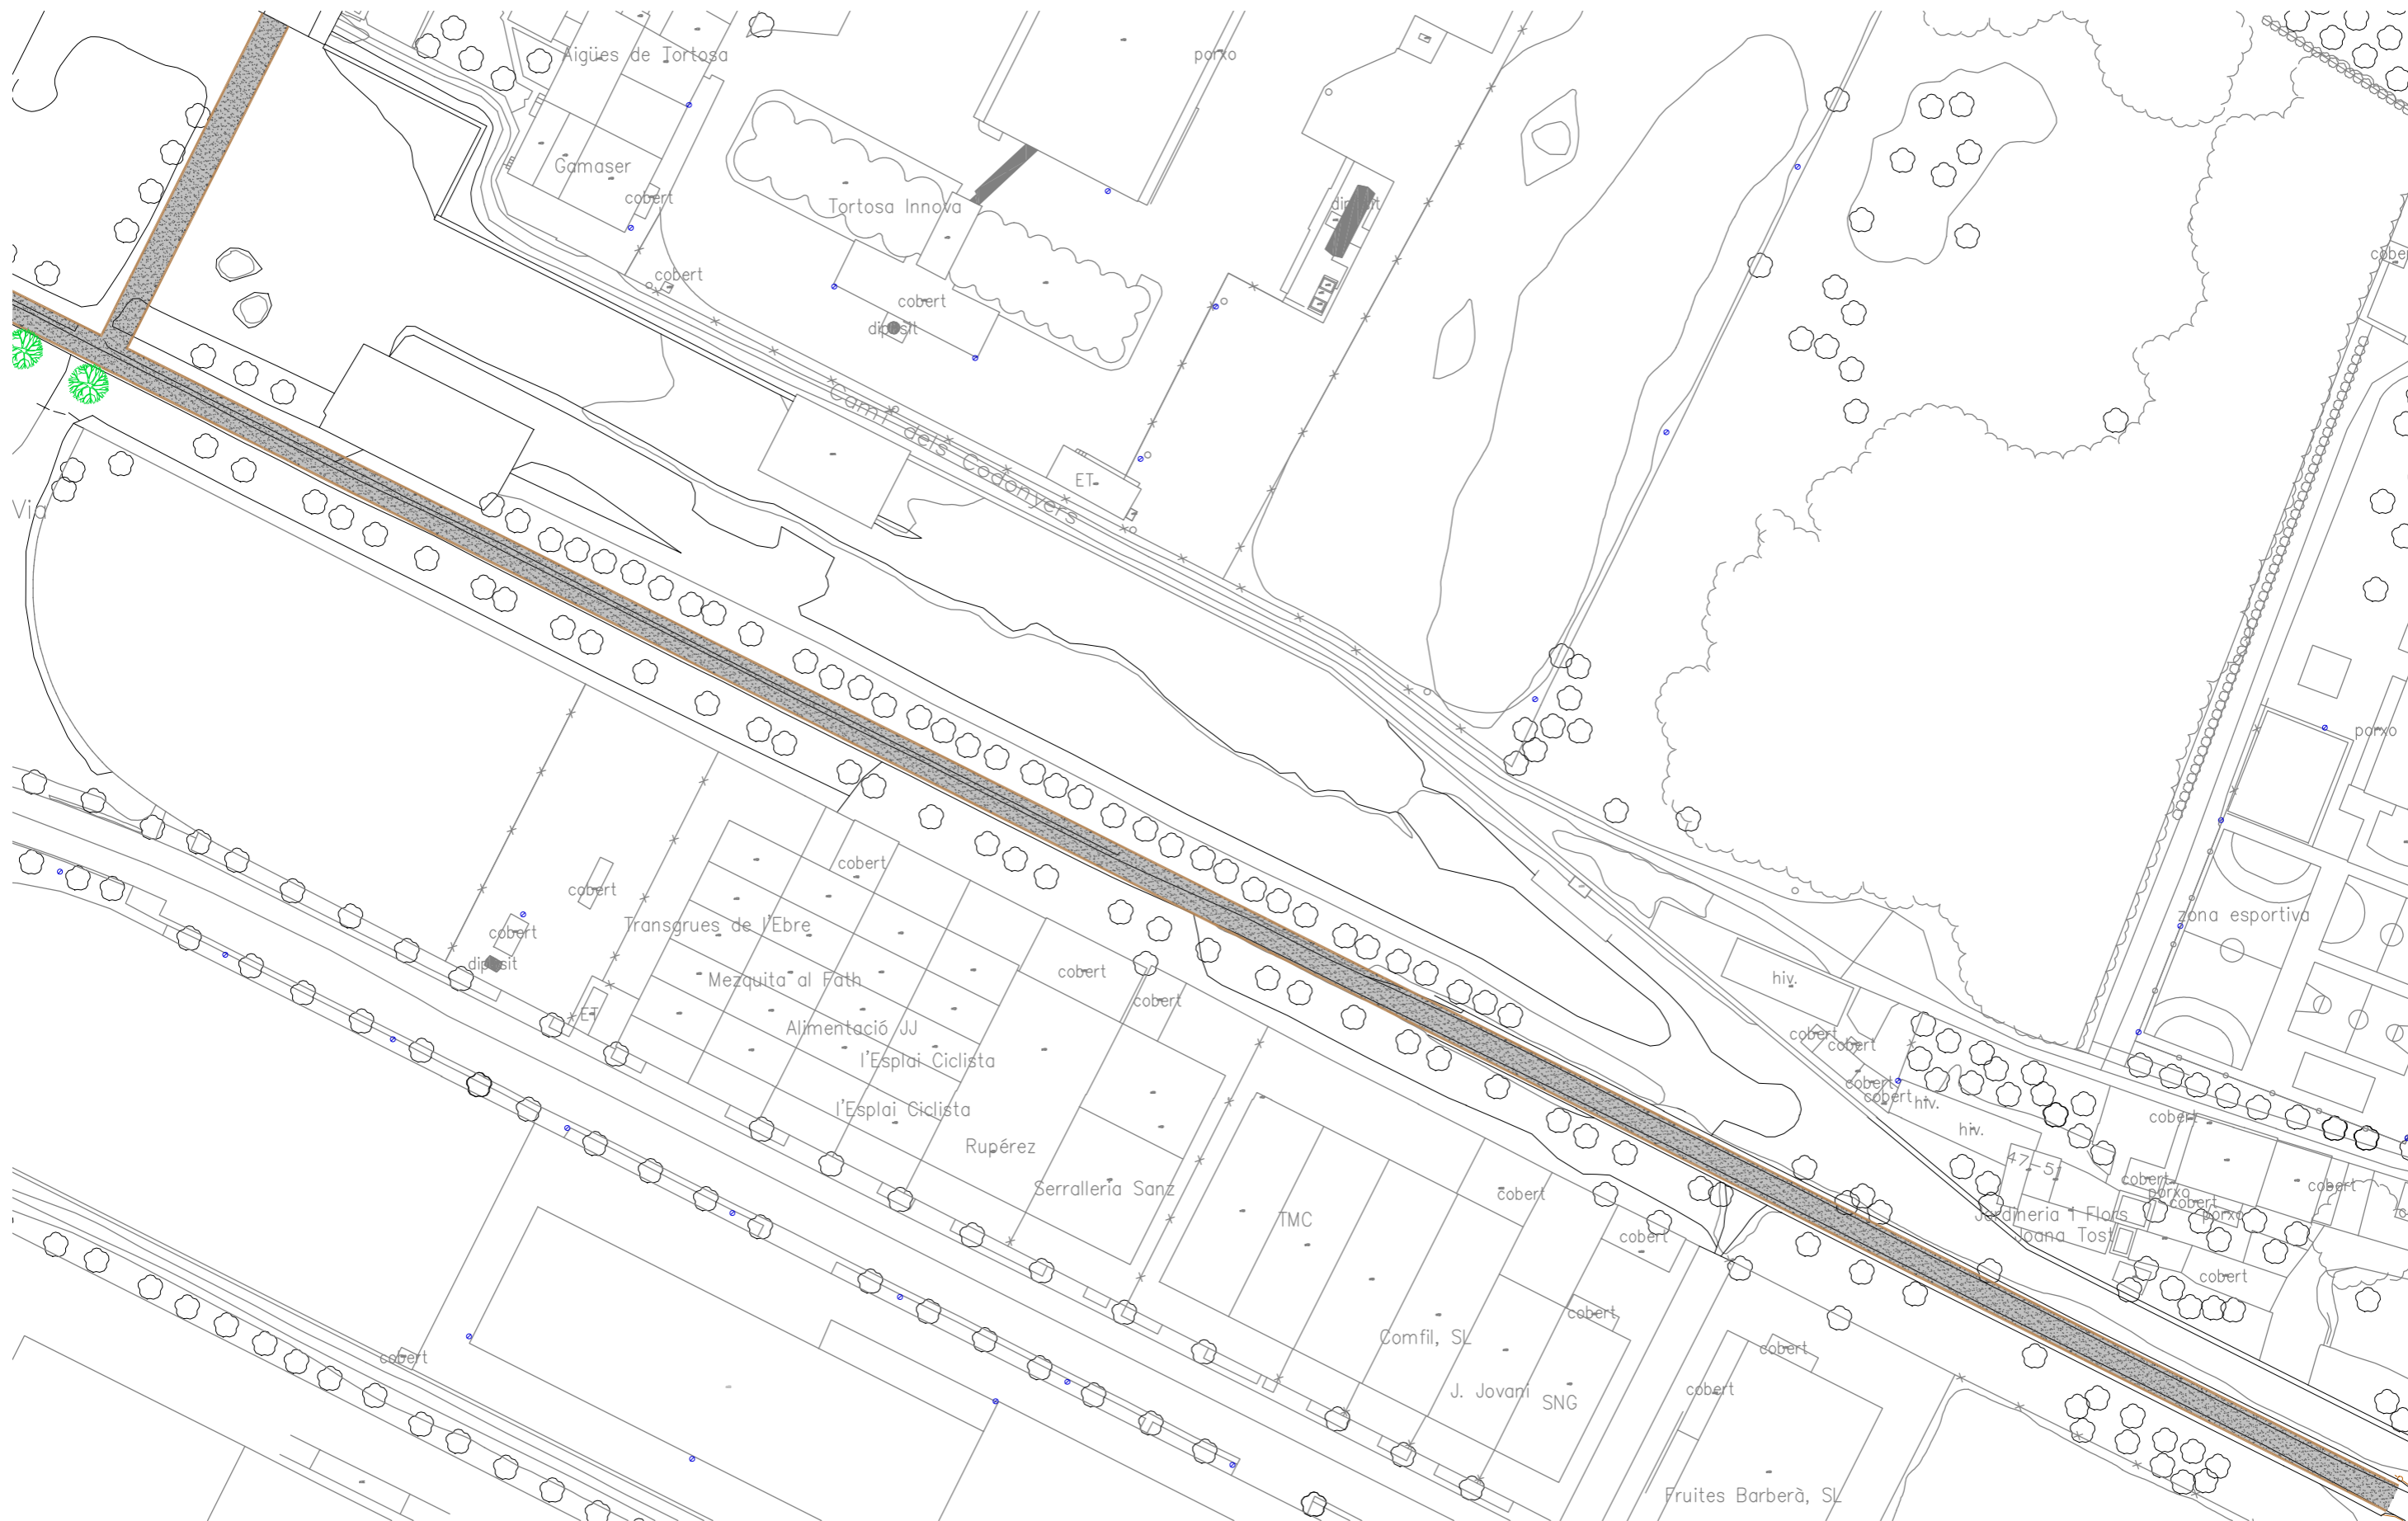 Aigües de Tortosa
porxo
Gamaser
cobert
Tortosa Innova
dipòsit
cobert
cobert
dipòsit
Camí dels Codonyers
ET
Via
porxo
cobert
cobert
Transgrues de l'Ebre
cobert
zona esportiva
dipòsit
cobert
Mezquita al Fath
hiv.
cobert
ET
Alimentació JJ
cobert
cobert
l'Esplai Ciclista
cobert
cobert
hiv.
l'Esplai Ciclista
cobert
hiv.
Rupérez
47-51
Serralleria Sanz
cobert
cobert
porxo
cobert
cobert
TMC
Jardineria i Flors
Joana Tost
porxo
cobert
cobert
cobert
Comfil, SL
cobert
cobert
J. Jovani
SNG
cobert
Fruites Barberà, SL